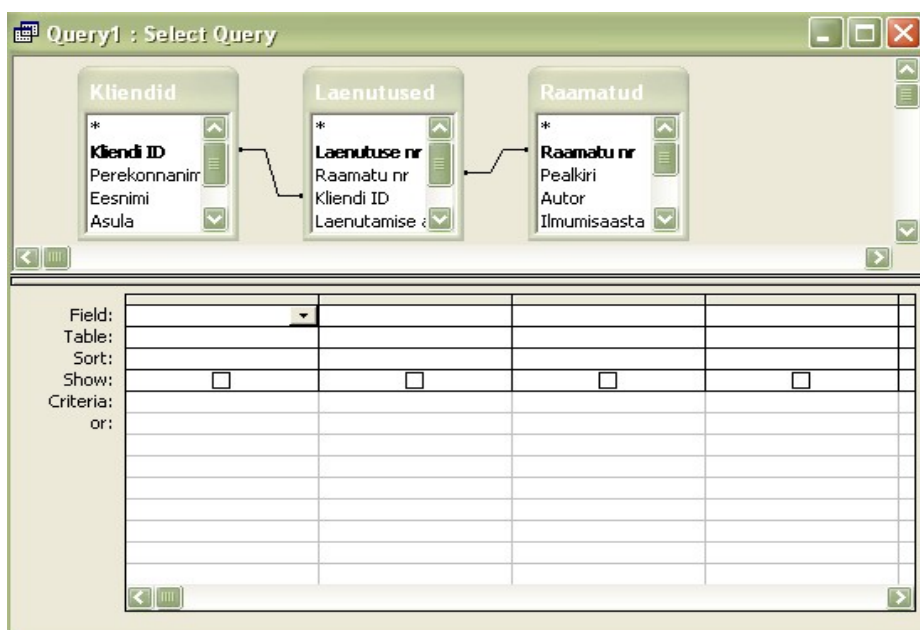 Query1 : Select Query
Kliendid
*
Kliendi ID
Perekonnanim
Eesnimi
Asula
Laenutused
*
Laenutuse nr
Raamatu nr
Kliendi ID
Laenutamise a
Raamatud
*
Raamatu nr
Pealkiri
Autor
Ilmumisaasta
Field:
Table:
Sort:
Show:
Criteria:
or: